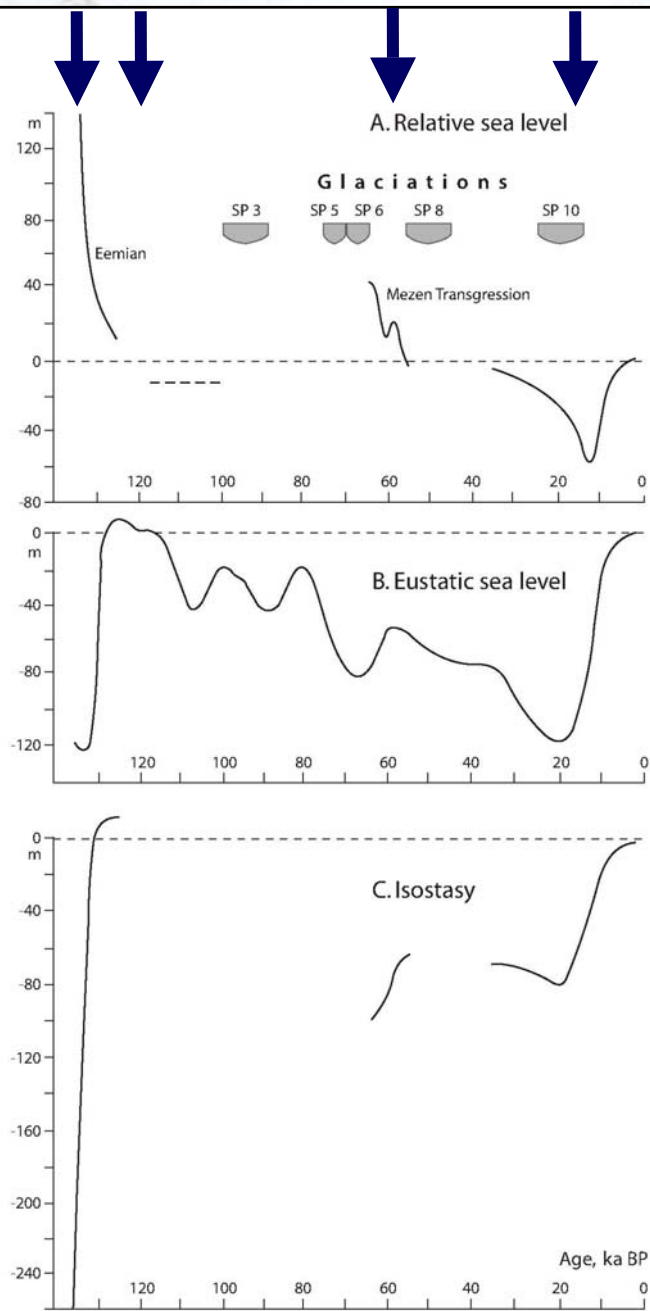 m
A. Relative sea level
120
Glaciations
SP 3 SP 5 SP 6 SP 8 SP 10
80
Eemian
40
Mezen Transgression
0
-40
120 100 80 60 40 20 0
-80
0
m
B. Eustatic sea level
-40
-80
-120
120 100 80 60 40 20 0
0
m
C. Isostasy
-40
-80
-120
-160
-200
Age, ka BP
-240
120 100 80 60 40 20 0